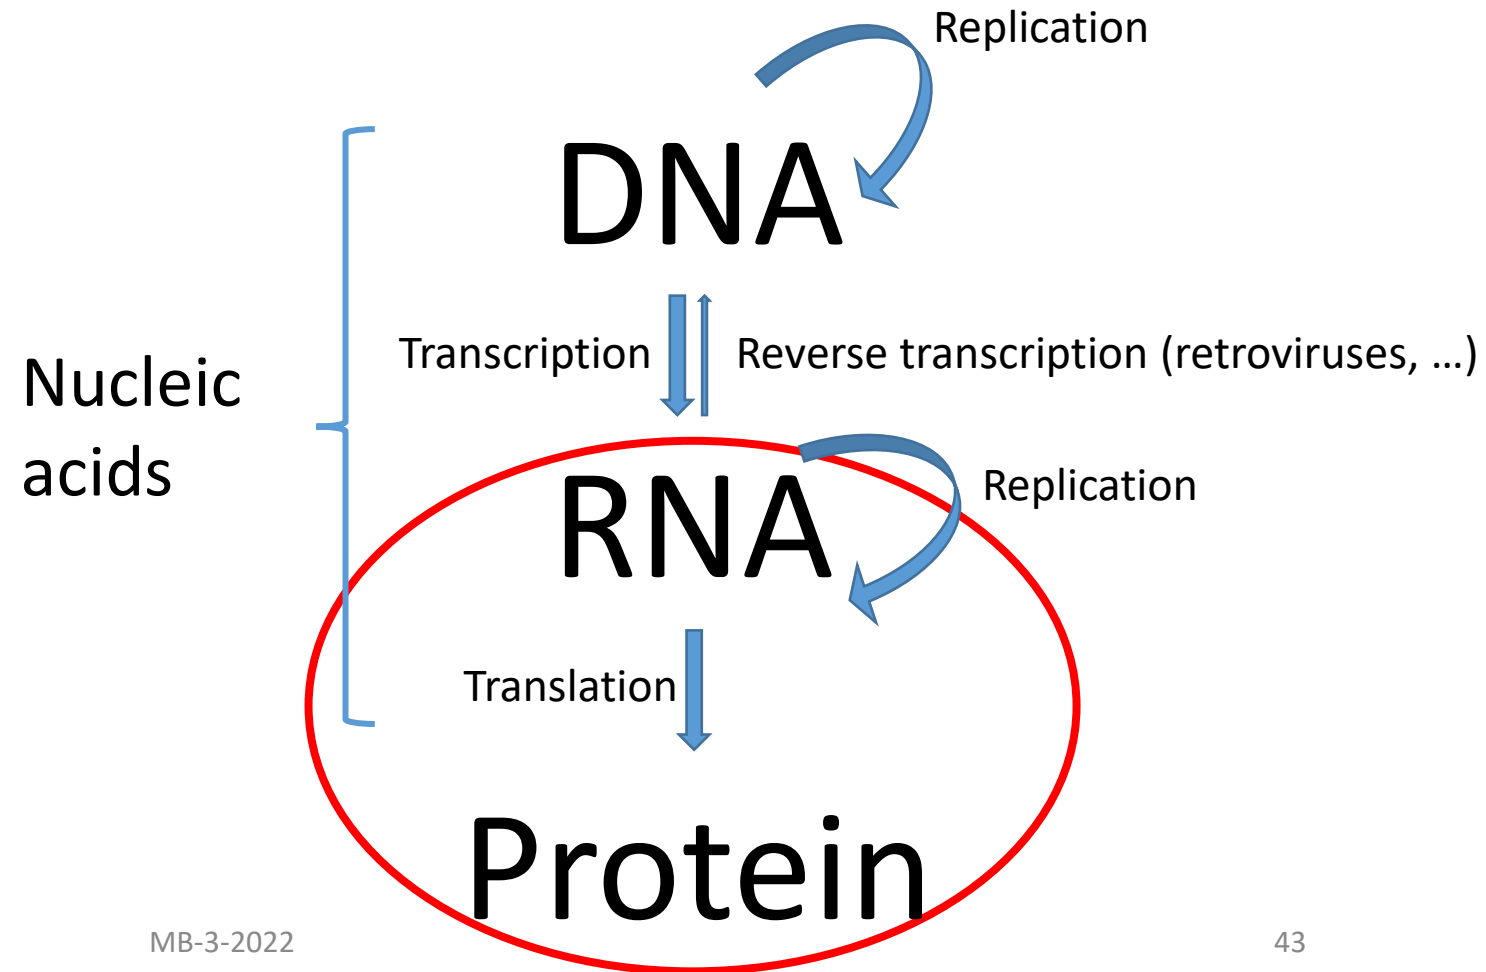 Replication
DNA
Transcription
Reverse transcription (retroviruses, …)
Nucleic
acids
RNA
Replication
Translation
Protein
MB-3-2022
43